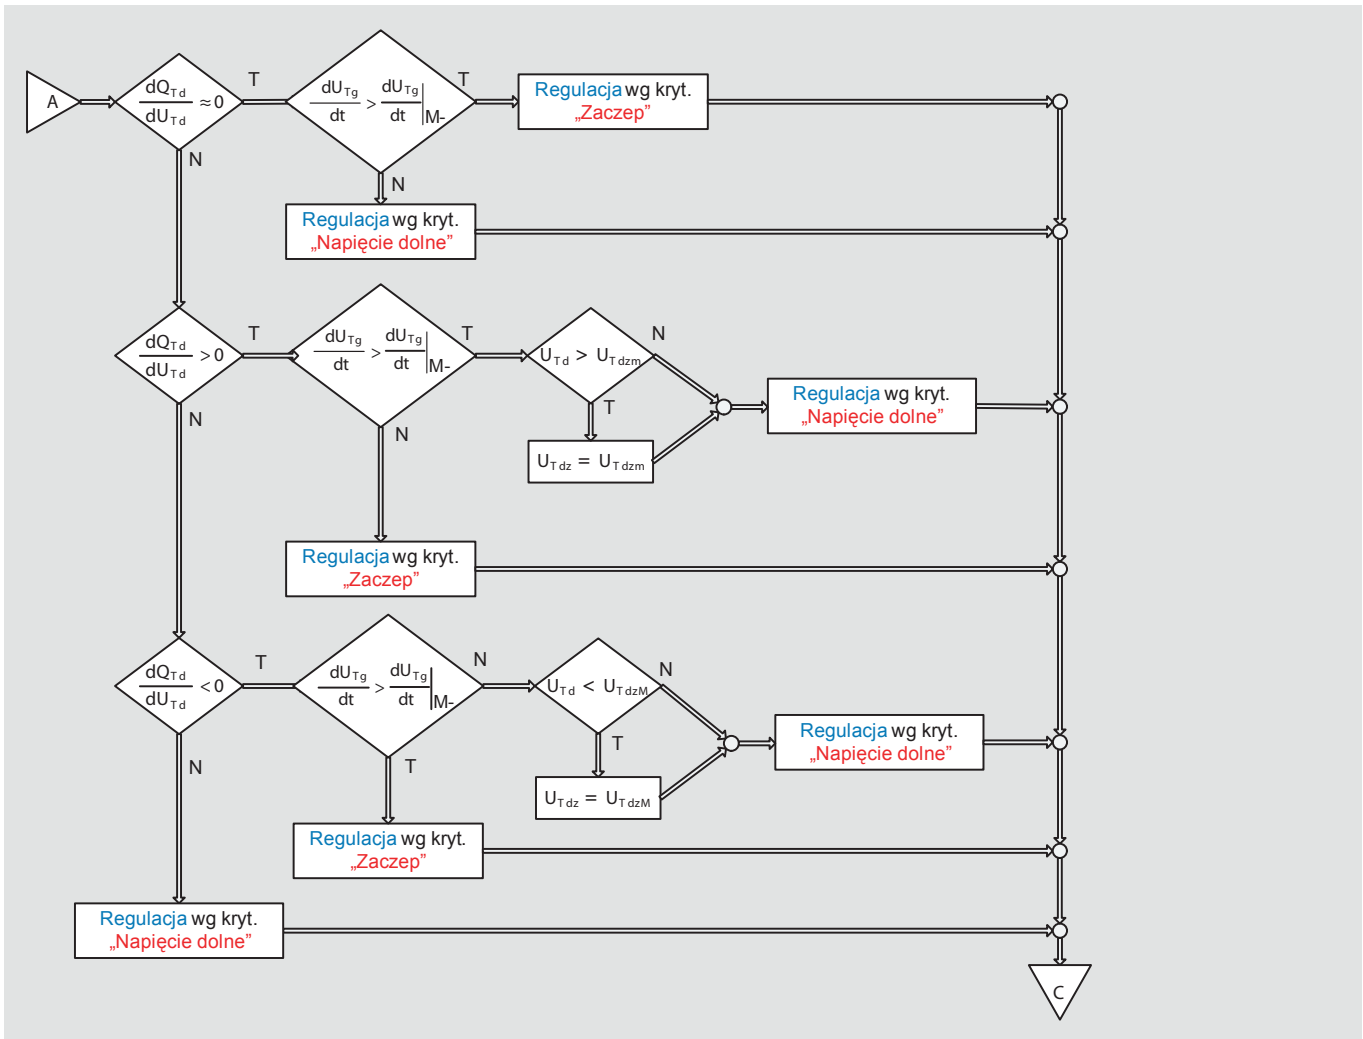 A
dQTd
dUTd
≈ 0
T
dUTg
dt
>
dUTg
dt
M-
T
Regulacja wg kryt.
„Zaczep”
N
N
Regulacja wg kryt.
„Napięcie dolne”
dQTd
dUTd
> 0
T
dUTg
dt
>
dUTg
dt
M-
T
UTd > UTdzm
N
Regulacja wg kryt.
„Napięcie dolne”
T
N
N
UTdz = UTdzm
Regulacja wg kryt.
„Zaczep”
dQTd
dUTd
< 0
T
dUTg
dt
>
dUTg
dt
M-
N
UTd < UTdzM
N
Regulacja wg kryt.
„Napięcie dolne”
T
N
T
UTdz = UTdzM
Regulacja wg kryt.
„Zaczep”
Regulacja wg kryt.
„Napięcie dolne”
C